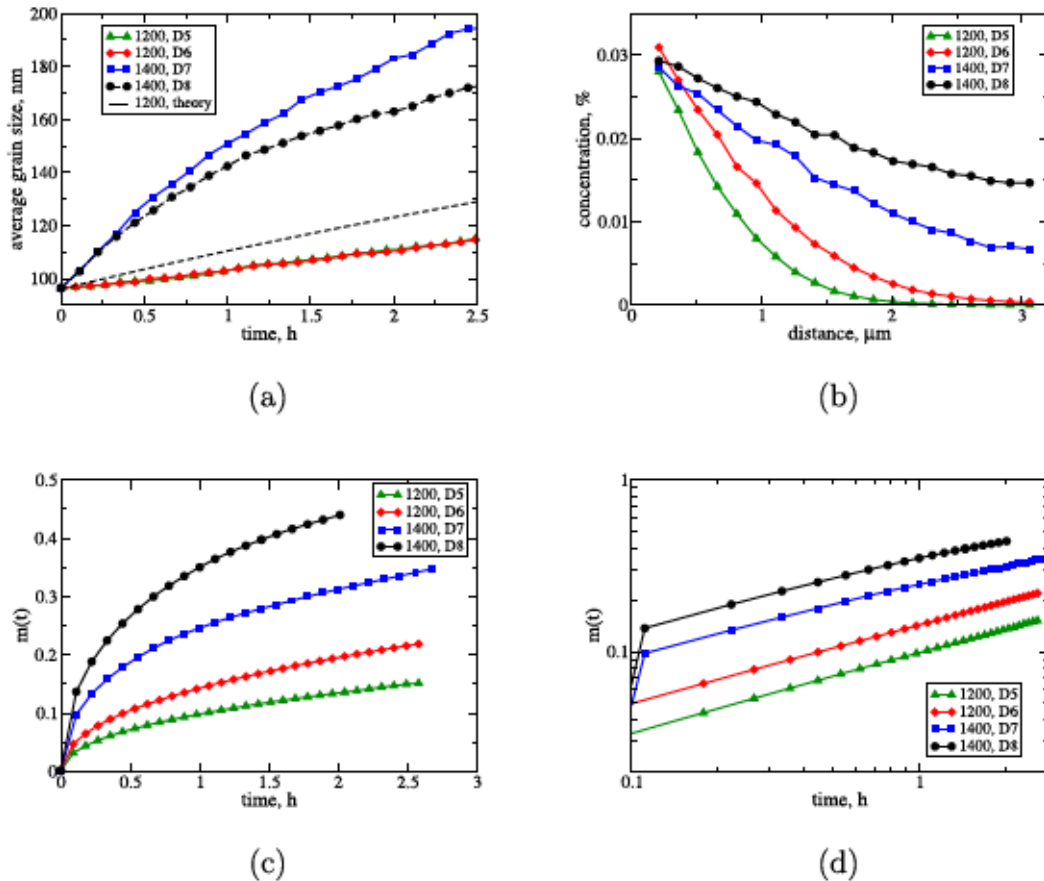 200
180
160
140
120
100
average grain size, nm
1200, D5
1200, D6
1400, D7
1400, D8
1200, theory
0 0.5 1 1.5 2 2.5
time, h
(a)
0.03
0.02
0.01
0
concentration, %
1200, D5
1200, D6
1400, D7
1400, D8
0 1 2 3
distance, μm
(b)
0.5
0.4
0.3
0.2
0.1
0
m(t)
1200, D5
1200, D6
1400, D7
1400, D8
0 0.5 1 1.5 2 2.5 3
time, h
(c)
1
0.1
m(t)
1200, D5
1200, D6
1400, D7
1400, D8
0.1 1
time, h
(d)